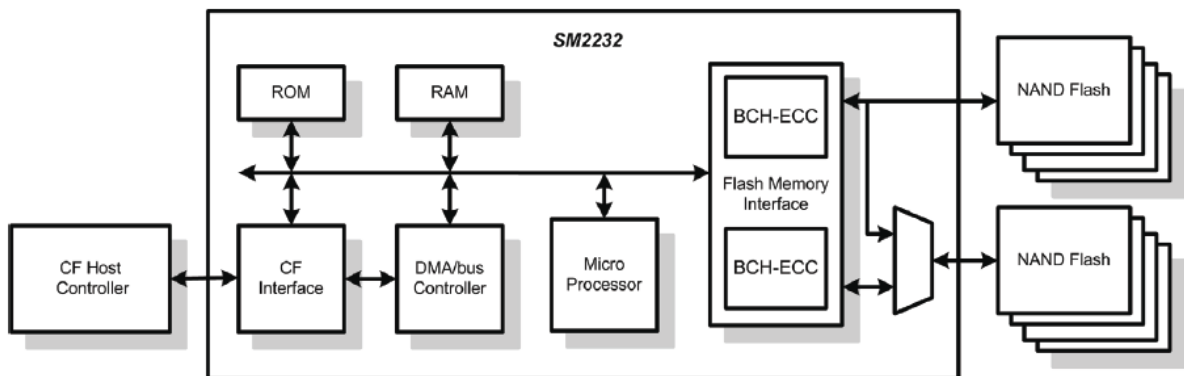 SM2232
ROM
RAM
NAND Flash
BCH-ECC
Flash Memory
Interface
BCH-ECC
CF Host
Controller
CF
Interface
DMA/bus
Controller
Micro
Processor
NAND Flash